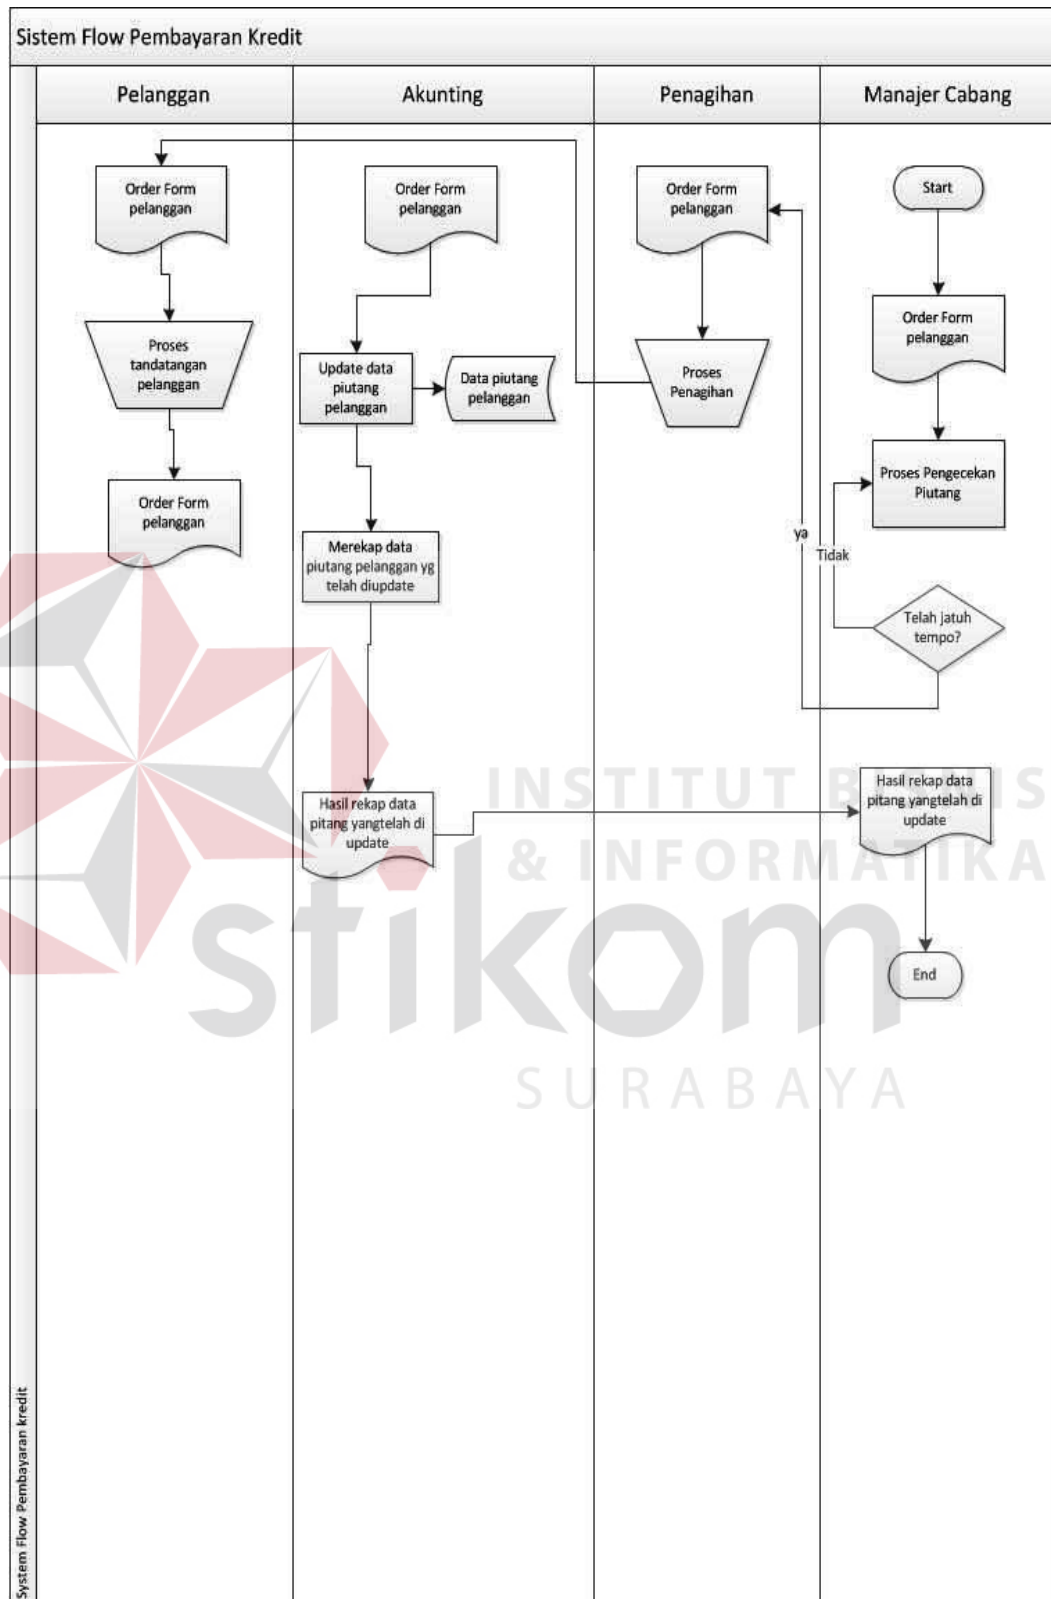 Sistem Flow Pembayaran Kredit
Pelanggan
Akunting
Penagihan
Manajer Cabang
Order Form
pelanggan
Proses
tandatangan
pelanggan
Order Form
pelanggan
Order Form
pelanggan
Update data
piutang
pelanggan
Data piutang
pelanggan
Merekap data
piutang pelanggan yg
telah diupdate
Hasil rekap data
pitang yangtelah di
update
Order Form
pelanggan
Proses
Penagihan
ya
Start
Order Form
pelanggan
Proses Pengecekan
Piutang
Tidak
Telah jatuh
tempo?
Hasil rekap data
pitang yangtelah di
update
End
System Flow Pembayaran kredit
INSTITUT BISNIS
& INFORMATIKA
stikom
SURABAYA